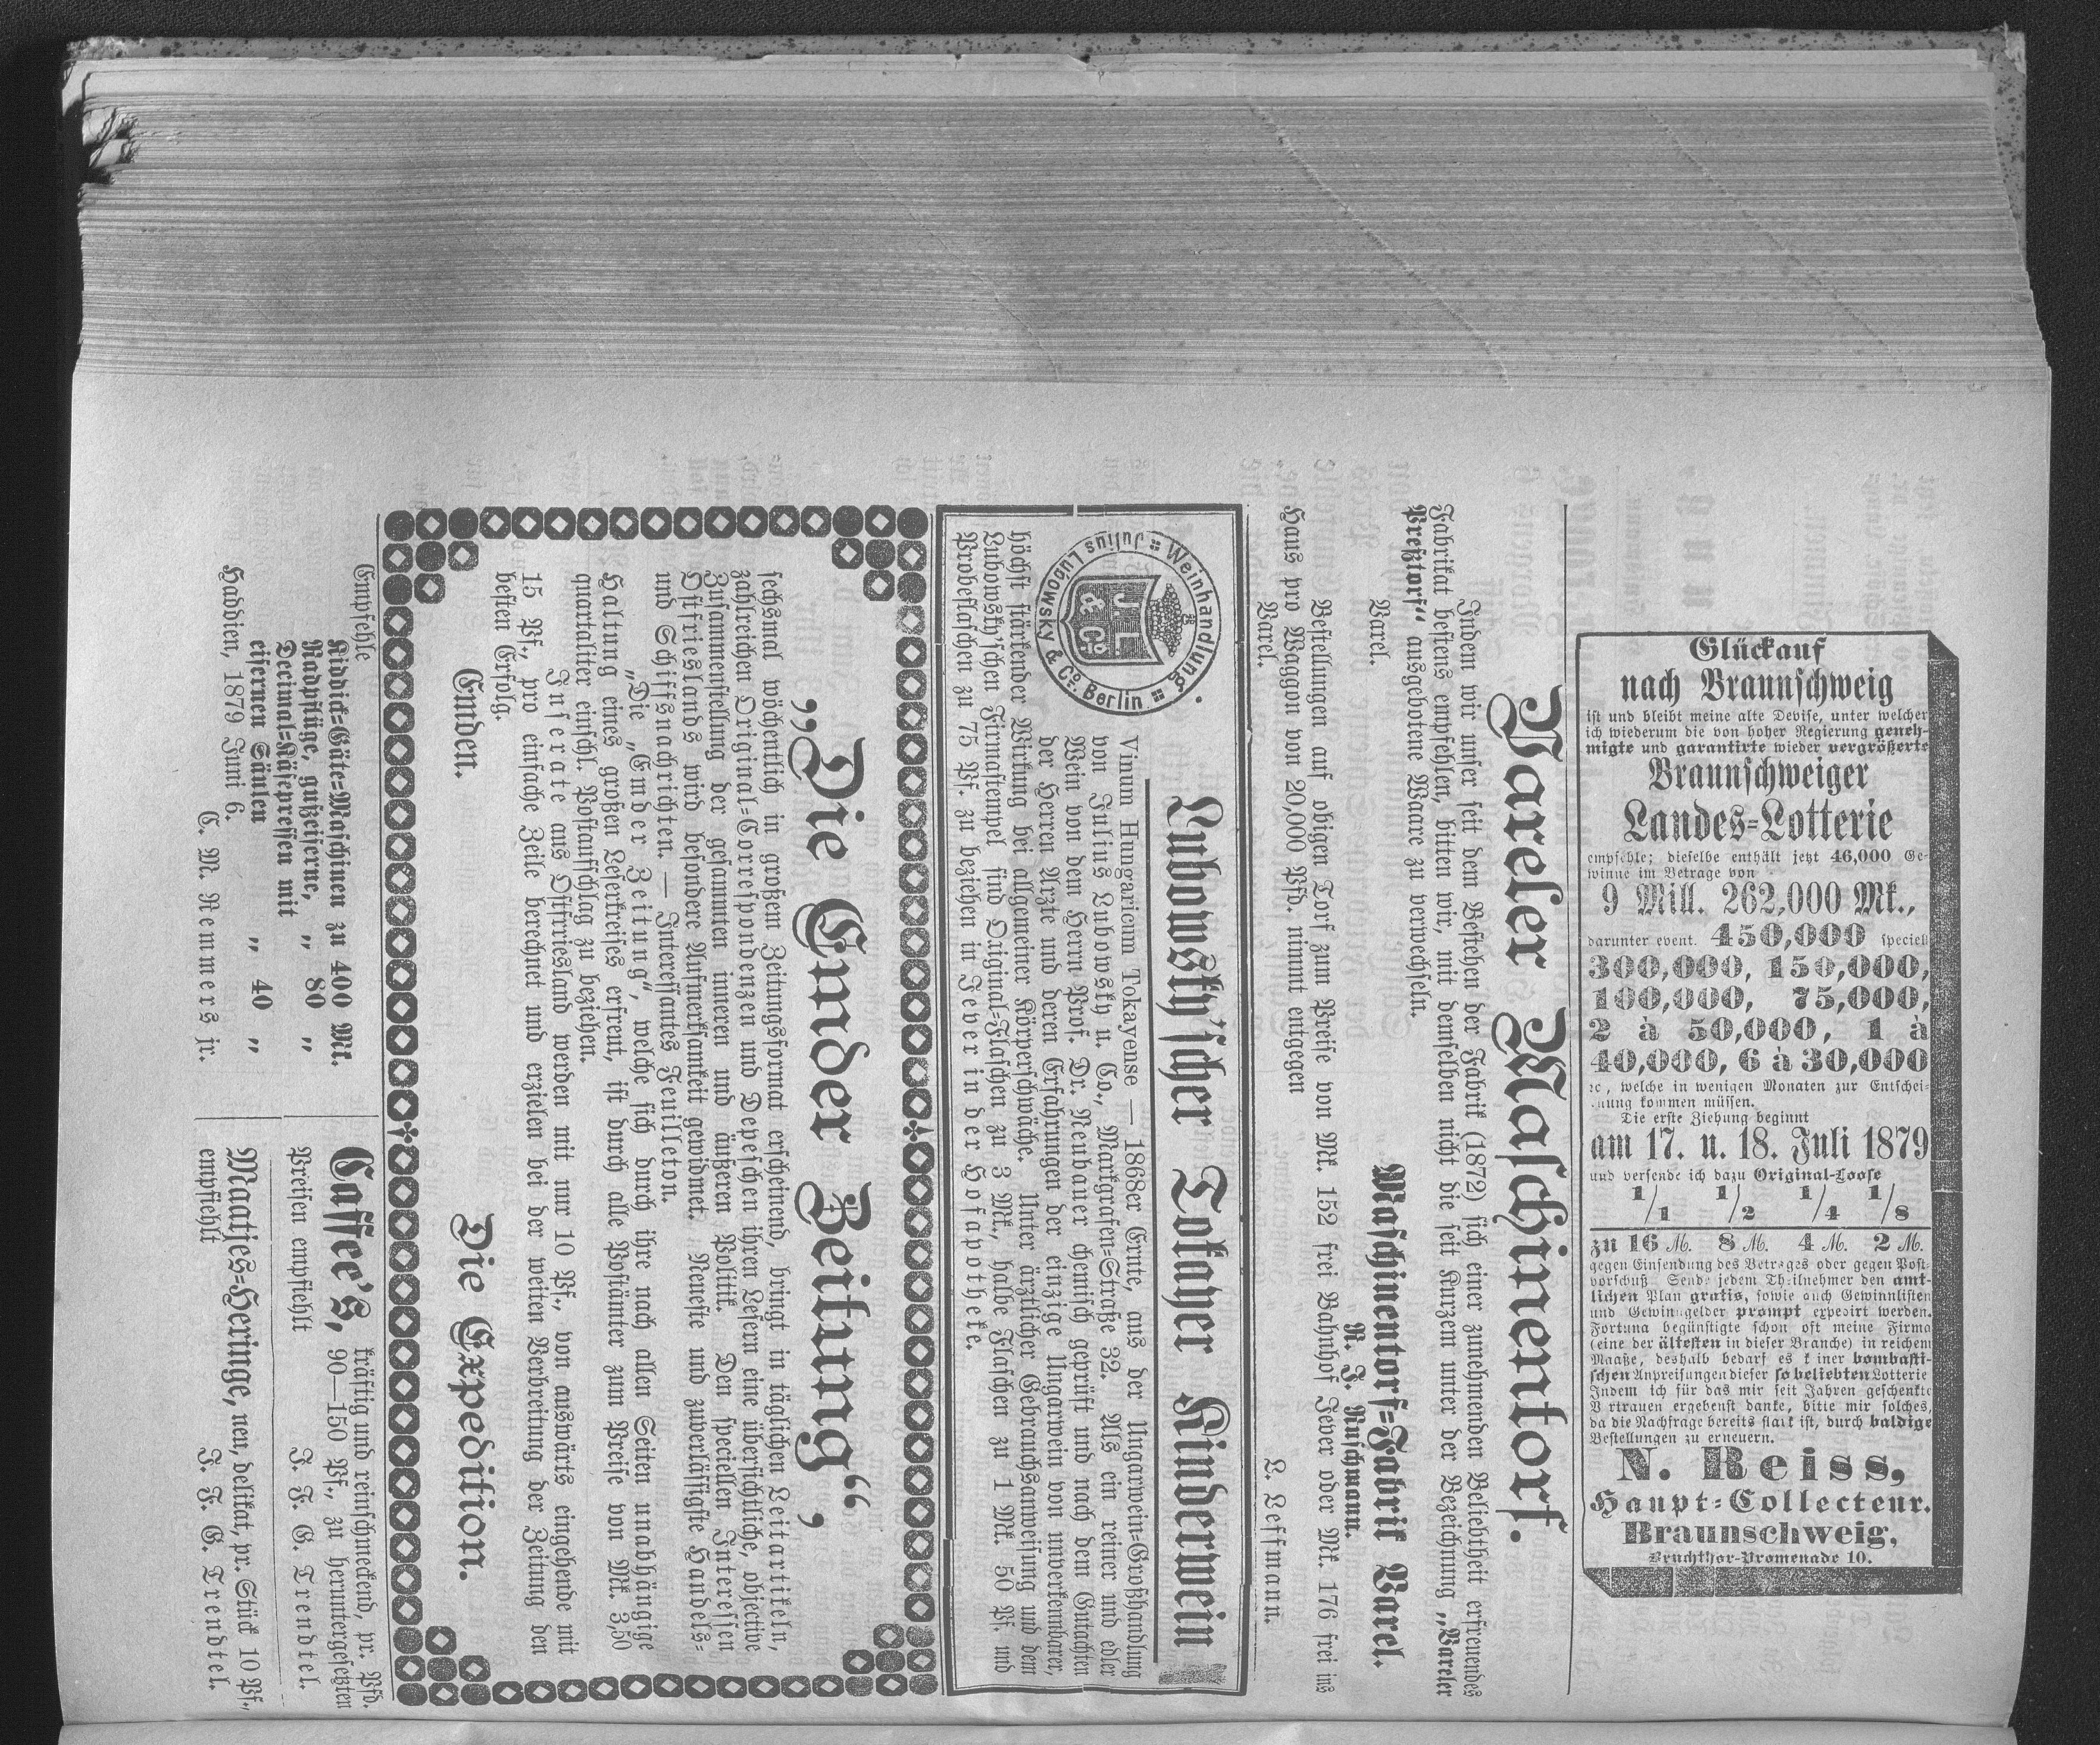 Glückauf
nach Braunschweig
ist und bleibt meine alte Devise, unter welcher
ich wiederum die von hoher Regierung geneh-
migte und garantirte wieder vergrößerte
Braunschweiger
Landes-Lotterie
empfehle; dieselbe enthält jetzt 46,000 Ge-
winne im Betrage von
9 Mill. 262,000 Mk.,
darunter event. 450,000 speciell
300,000, 150,000,
100,000, 75,000,
2 à 50,000, 1 à
40,000, 6 à 30,000
ꝛc, welche in wenigen Monaten zur Entschei-
dung kommen müssen.
Die erste Ziehung beginnt
am 17. u. 18. Juli 1879
und versende ich dazu Original-Loose
1/1 1/2 1/4 1/8
zu 16 M. 8 M. 4 M. 2 M.
gegen Einsendung des Betrages oder gegen Post-
vorschuß. Sende jedem Theilnehmer den amt-
lichen Plan gratis, sowie auch Gewinnlisten
und Gewinngelder prompt expedirt werden.
Fortuna begünstigte schon oft meine Firma
(eine der ältesten in dieser Branche) in reichem
Maaße, deshalb bedarf es keiner bombasti-
schen Anpreisungen dieser so beliebten Lotterie
Indem ich für das mir seit Jahren geschenkte
Vertrauen ergebenst danke, bitte mir solches,
da die Nachfrage bereits stark ist, durch baldige
Bestellungen zu erneuern.
N. Reiss,
Haupt-Collecteur.
Braunschweig,
Bruchthor-Promenade 10.
Vareler Maschinentorf.
Indem wir unser seit dem Bestehen der Fabrik (1872) sich einer zunehmenden Beliebtheit erfreuendes
Fabrikat bestens empfehlen, bitten wir, mit demselben nicht die seit Kurzem unter der Bezeichnung „Vareler
Preßtorf“ ausgebotene Waare zu verwechseln.
Varel.
Maschinentorf-Fabrik Varel.
R. J. Ruschmann.
Bestellungen auf obigen Torf zum Preise von Mk. 152 frei Bahnhof Jever oder Mk. 176 frei ins
Haus pro Waggon von 20,000 Pfd. nimmt entgegen
Varel.
L. Leffmann.
Lubowsky'scher Tokayer Kinderwein
Weinhandlung Julius Lubowsky & Co. Berlin
J. L. & Co.
Vinum Hungaricum Tokayense — 1868er Ernte, aus der Ungarwein-Großhandlung
von Julius Lubowsky u. Co., Markgrafen-Straße 32. Als ein reiner und edler
Wein von dem Herrn Prof. Dr. Neubauer chemisch geprüft und nach dem Gutachten
der Herren Arzte und deren Erfahrungen der einzige Ungarwein von unverkennbarer,
höchst stärkender Wirkung bei allgemeiner Körperschwäche. Unter ärztlicher Gebrauchsanweisung und dem
Lubowsky'schen Firmastempel sind Original-Flaschen zu 3 Mk., halbe Flaschen zu 1 Mk. 50 Pf. und
Probeflaschen zu 75 Pf. zu beziehen in Jever in der Hofapotheke.
„Die Emder Zeitung“,
sechsmal wöchentlich in großem Zeitungsformat erscheinend, bringt in täglichen Leitartikeln,
zahlreichen Original-Correspondenzen und Depeschen ihren Lesern eine übersichtliche, objective
Zusammenstellung der gesammten inneren und äußeren Politik. Den speciellen Interessen
Ostfrieslands wird besondere Aufmerksamkeit gewidmet. Neueste und zuverlässigste Handels-
und Schiffsnachrichten. — Interessantes Feuilleton.
„Die „Emder Zeitung“, welche sich durch ihre nach allen Seiten unabhängige
Haltung eines großen Leserkreises erfreut, ist durch alle Postämter zum Preise von Mk. 3,50
quartaliter einschl. Postaufschlag zu beziehen.
Inserate aus Ostfriesland werden mit nur 10 Pf., von auswärts eingehende mit
15 Pf., pro einfache Zeile berechnet und erzielen bei der weiten Verbreitung der Zeitung den
besten Erfolg.
Emden.
Die Expedition.
Empfehle
Kiddick-Güte-Maschinen zu 400 Mk.
Radpflüge, gußeiserne, „ 80 „
Decimal-Käsepressen mit
eisernen Säulen „ 40 „
Haddien, 1879 Juni 6.
C. M. Remmers jr.
Caffee's, kräftig und reinschmeckend, pr. Pfd.
90—150 Pf., zu heruntergesetzten
Preisen empfiehlt
J. F. G. Trendtel.
Maatjes-Heringe, neu, delikat, pr. Stück 10 Pf.,
empfiehlt
J. F. G. Trendtel.